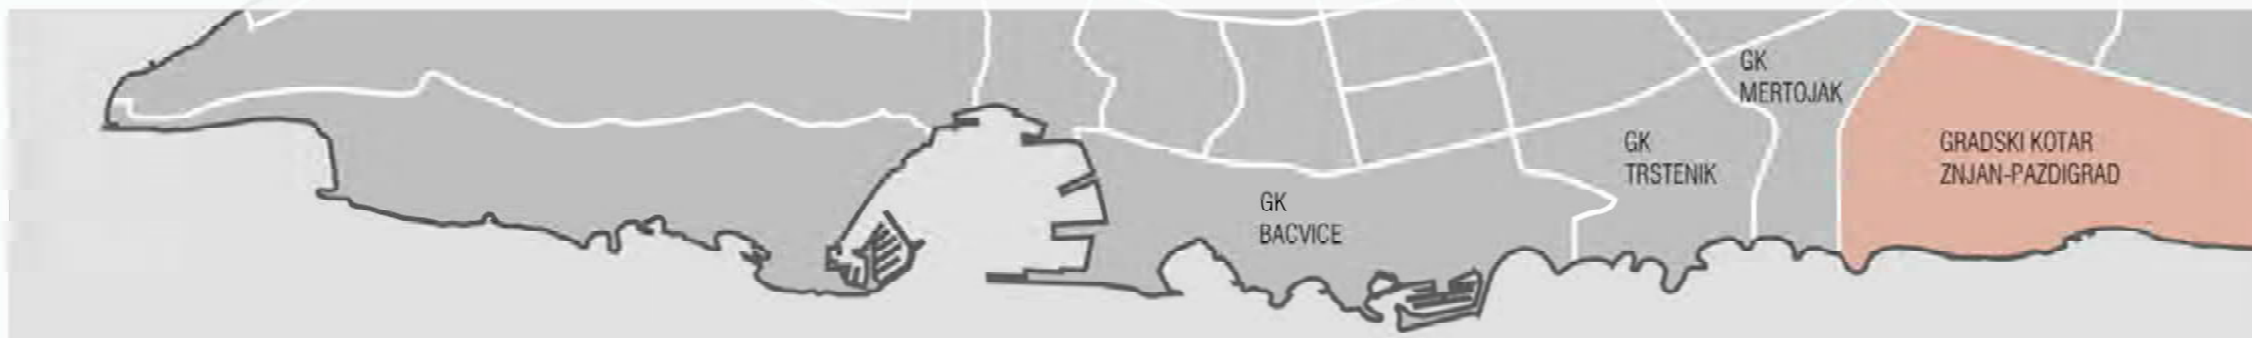 GK
MERTOJAK
GK
TRSTENIK
GRADSKI KOTAR
ZNJAN-PAZDIGRAD
GK
BACVICE